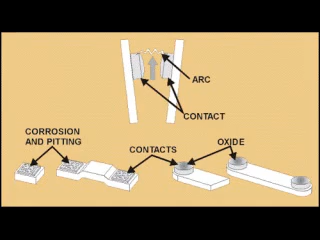 ARC
CONTACT
CORROSION
AND PITTING
CONTACTS
OXIDE